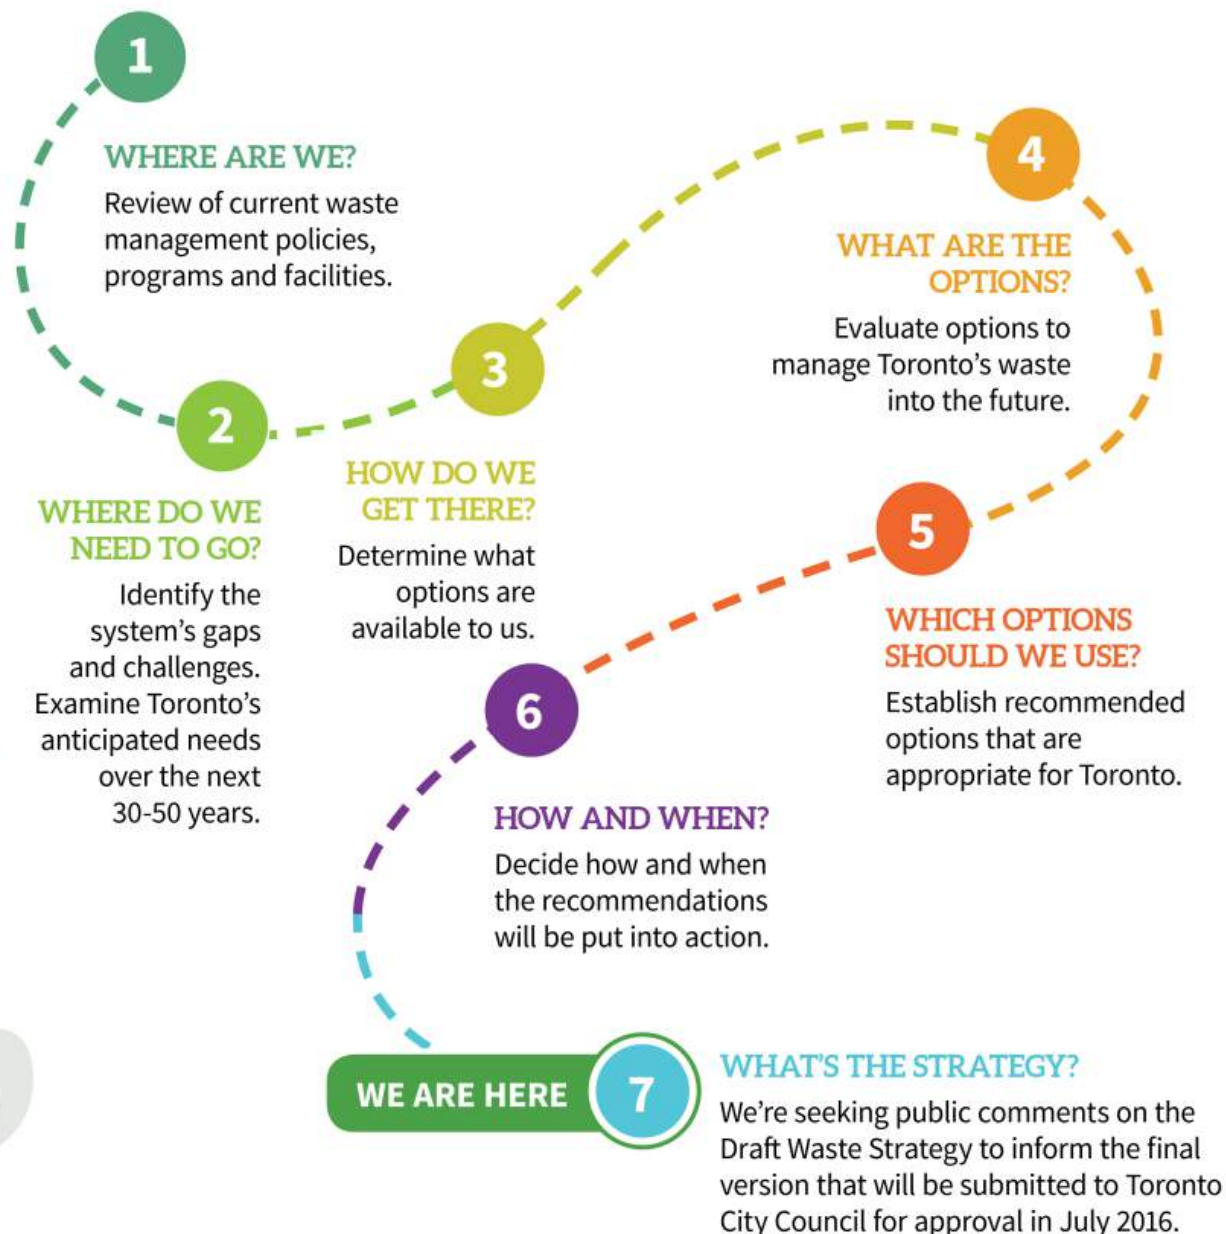 1
WHERE ARE WE?
Review of current waste
management policies,
programs and facilities.
2
WHERE DO WE
NEED TO GO?
Identify the
system's gaps
and challenges.
Examine Toronto's
anticipated needs
over the next
30-50 years.
3
HOW DO WE
GET THERE?
Determine what
options are
available to us.
4
WHAT ARE THE
OPTIONS?
Evaluate options to
manage Toronto's waste
into the future.
5
WHICH OPTIONS
SHOULD WE USE?
Establish recommended
options that are
appropriate for Toronto.
6
HOW AND WHEN?
Decide how and when
the recommendations
will be put into action.
WE ARE HERE
7
WHAT'S THE STRATEGY?
We're seeking public comments on the
Draft Waste Strategy to inform the final
version that will be submitted to Toronto
City Council for approval in July 2016.